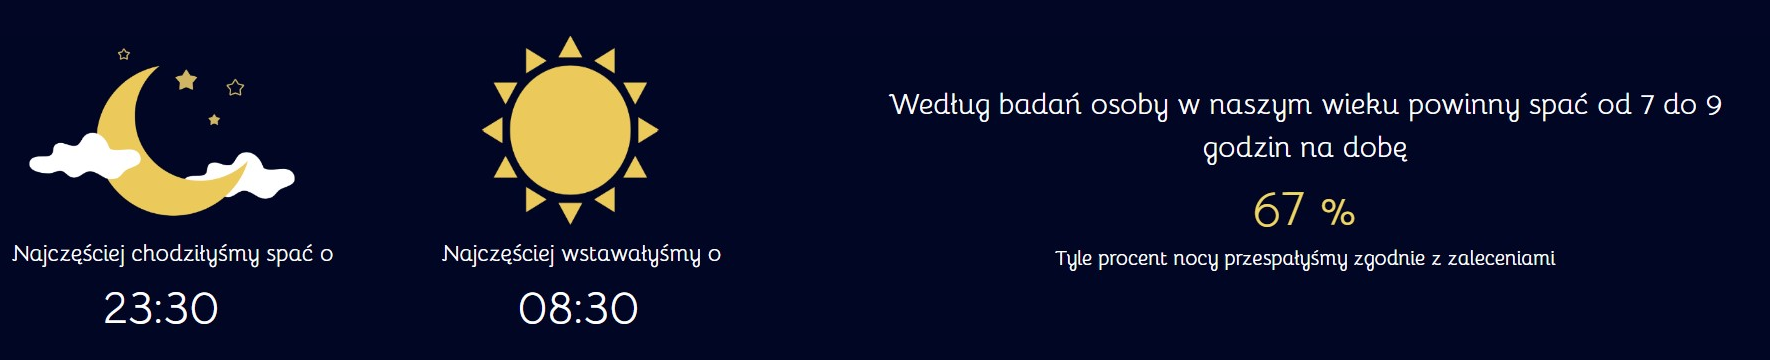 Najczęściej chodziłyśmy spać o
23:30
Najczęściej wstawałyśmy o
08:30
Według badań osoby w naszym wieku powinny spać od 7 do 9
godzin na dobę
67 %
Tyle procent nocy przespałyśmy zgodnie z zaleceniami